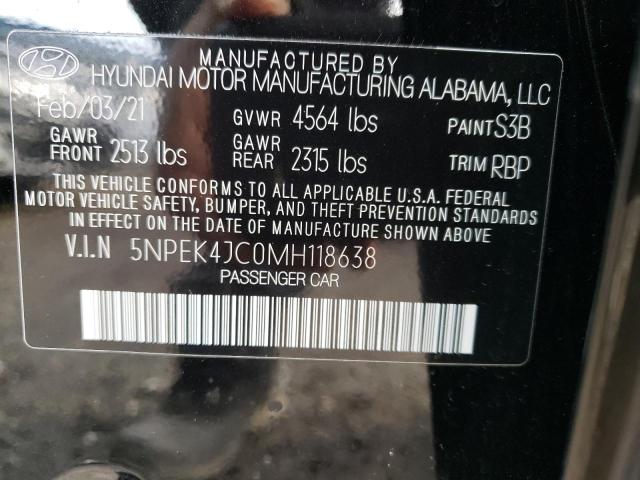 MANUFACTURED BY
HYUNDAI MOTOR MANUFACTURING ALABAMA, LLC
Feb/03/21 GVWR 4564 lbs PAINT S3B
GAWR FRONT 2513 lbs GAWR REAR 2315 lbs TRIM RBP
THIS VEHICLE CONFORMS TO ALL APPLICABLE U.S.A. FEDERAL
MOTOR VEHICLE SAFETY, BUMPER, AND THEFT PREVENTION STANDARDS
IN EFFECT ON THE DATE OF MANUFACTURE SHOWN ABOVE.
V.I.N 5NPEK4JC0MH118638
PASSENGER CAR